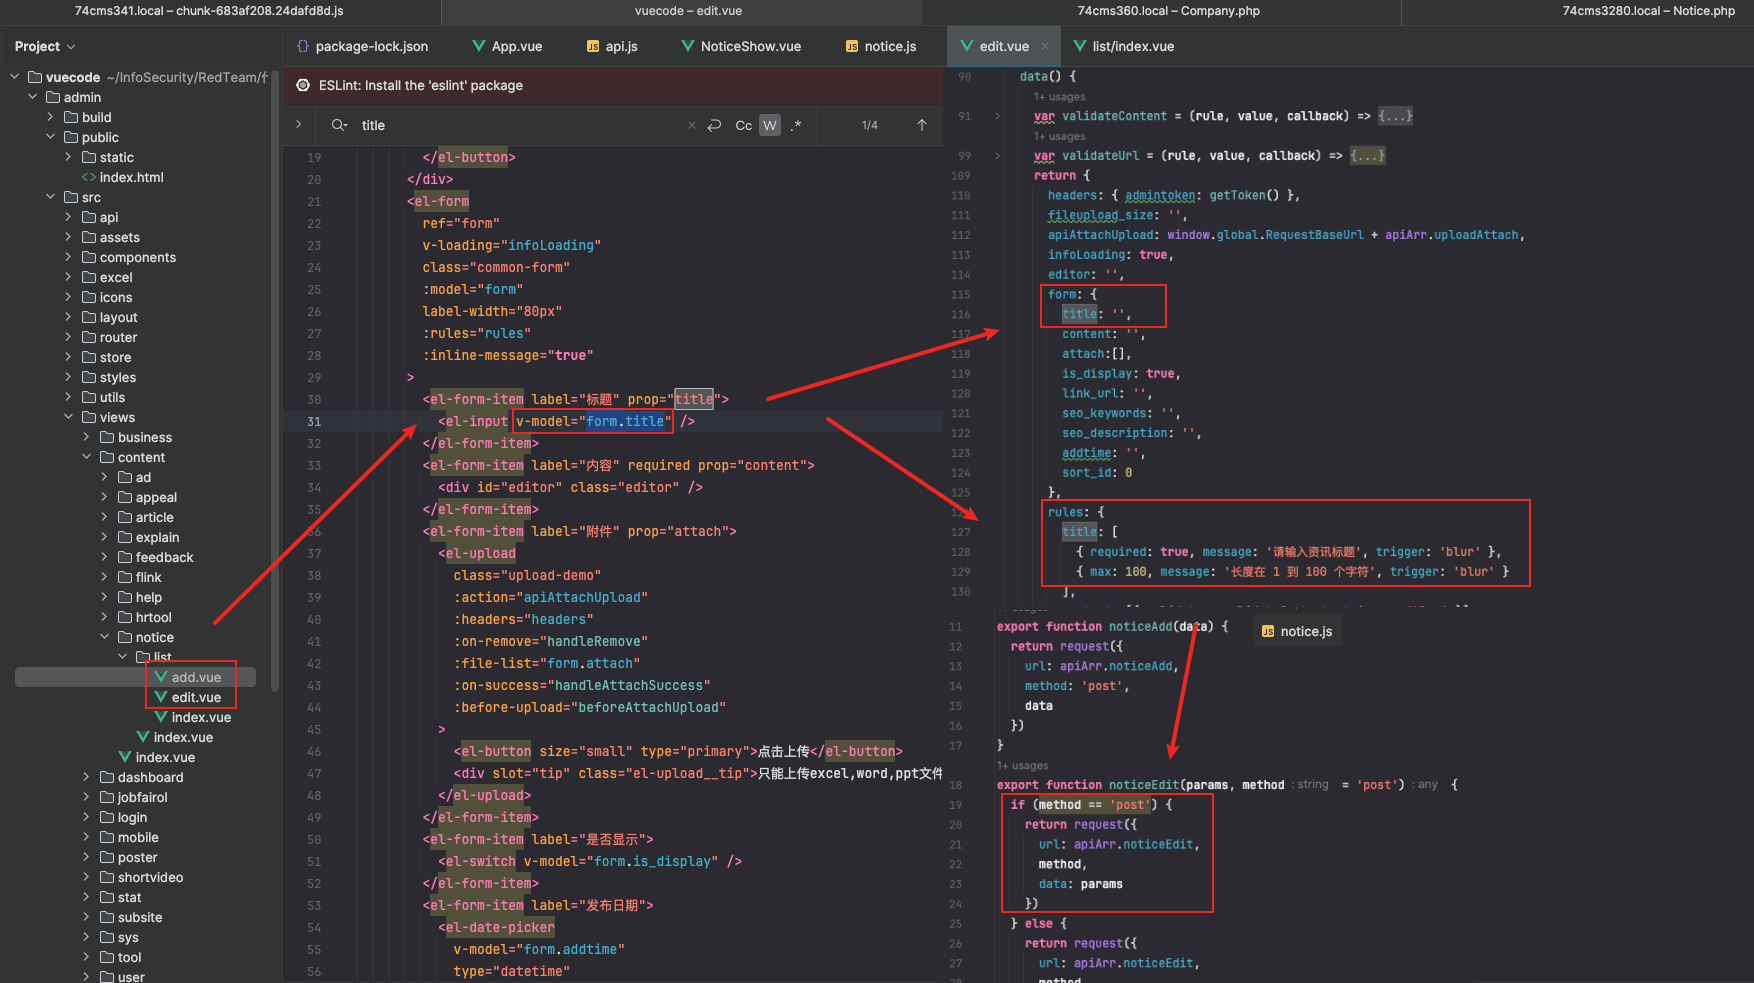 74cms341.local – chunk-683af208.24dafd8d.js
vuecode – edit.vue
74cms360.local – Company.php
74cms3280.local – Notice.php
Project
package-lock.json
App.vue
api.js
NoticeShow.vue
notice.js
edit.vue
list/index.vue
vuecode ~/InfoSecurity/RedTeam/
admin
build
public
static
index.html
src
api
assets
components
excel
icons
layout
router
store
styles
utils
views
business
content
ad
appeal
article
explain
feedback
flink
help
hrtool
notice
list
add.vue
edit.vue
index.vue
index.vue
index.vue
dashboard
jobfairol
login
mobile
poster
shortvideo
stat
subsite
sys
tool
user
ESLint: Install the 'eslint' package
title
Cc W .* 1/4
19 </el-button>
20 </div>
21 <el-form
22 ref="form"
23 v-loading="infoLoading"
24 class="common-form"
25 :model="form"
26 label-width="80px"
27 :rules="rules"
28 :inline-message="true"
29 >
30 <el-form-item label="标题" prop="title">
31 <el-input v-model="form.title" />
32 </el-form-item>
33 <el-form-item label="内容" required prop="content">
34 <div id="editor" class="editor" />
35 </el-form-item>
36 <el-form-item label="附件" prop="attach">
37 <el-upload
38 class="upload-demo"
39 :action="apiAttachUpload"
40 :headers="headers"
41 :on-remove="handleRemove"
42 :file-list="form.attach"
43 :on-success="handleAttachSuccess"
44 :before-upload="beforeAttachUpload"
45 >
46 <el-button size="small" type="primary">点击上传</el-button>
47 <div slot="tip" class="el-upload__tip">只能上传excel,word,ppt文件
48 </el-upload>
49 </el-form-item>
50 <el-form-item label="是否显示">
51 <el-switch v-model="form.is_display" />
52 </el-form-item>
53 <el-form-item label="发布日期">
54 <el-date-picker
55 v-model="form.addtime"
56 type="datetime"
90 data() {
1+ usages
91 var validateContent = (rule, value, callback) => {...}
1+ usages
99 var validateUrl = (rule, value, callback) => {...}
109 return {
110 headers: { admintoken: getToken() },
111 fileupload_size: '',
112 apiAttachUpload: window.global.RequestBaseUrl + apiArr.uploadAttach,
113 infoLoading: true,
114 editor: '',
115 form: {
116 title: '',
117 content: '',
118 attach:[],
119 is_display: true,
120 link_url: '',
121 seo_keywords: '',
122 seo_description: '',
123 addtime: '',
124 sort_id: 0
125 },
rules: {
127 title: [
128 { required: true, message: '请输入资讯标题', trigger: 'blur' },
129 { max: 100, message: '长度在 1 到 100 个字符', trigger: 'blur' }
130 ],
11 export function noticeAdd(data) {
notice.js
12 return request({
13 url: apiArr.noticeAdd,
14 method: 'post',
15 data
16 })
17 }
1+ usages
18 export function noticeEdit(params, method : string = 'post') : any {
19 if (method == 'post') {
20 return request({
21 url: apiArr.noticeEdit,
22 method,
23 data: params
24 })
25 } else {
26 return request({
27 url: apiArr.noticeEdit,